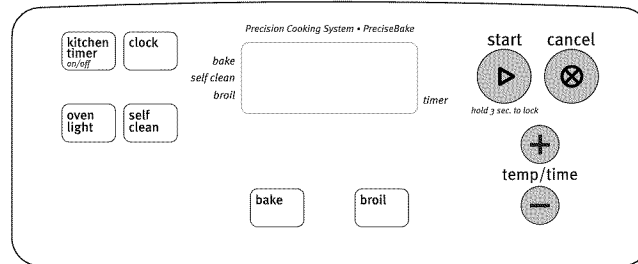 Precision Cooking System • PreciseBake
kitchen
timer
on/off
clock
bake
self clean
broil
timer
start
cancel
hold 3 sec. to lock
oven
light
self
clean
temp/time
bake
broil